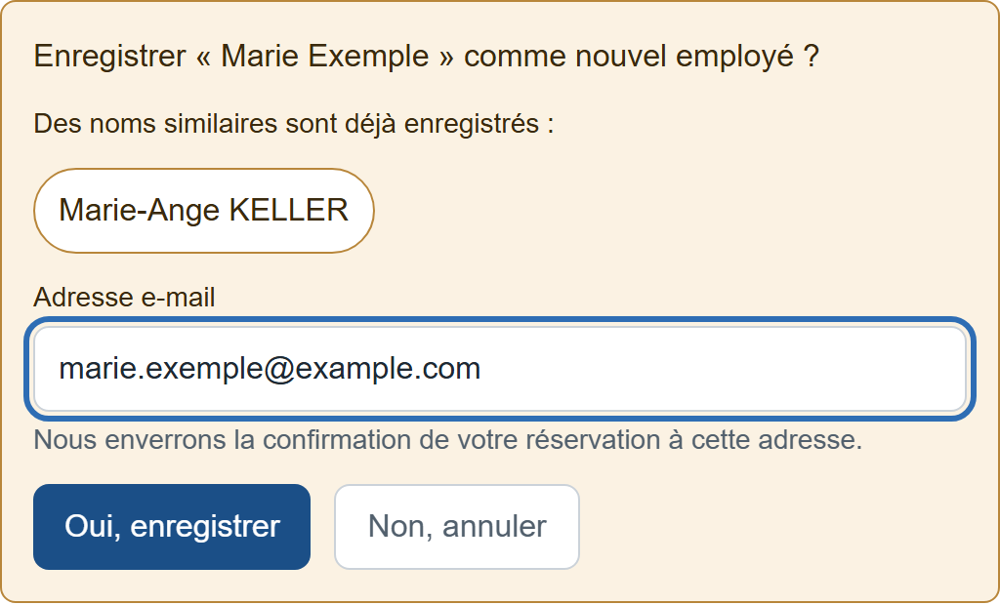 Enregistrer « Marie Exemple » comme nouvel employé ?
Des noms similaires sont déjà enregistrés :
Marie-Ange KELLER
Adresse e-mail
marie.exemple@example.com
Nous enverrons la confirmation de votre réservation à cette adresse.
Oui, enregistrer
Non, annuler